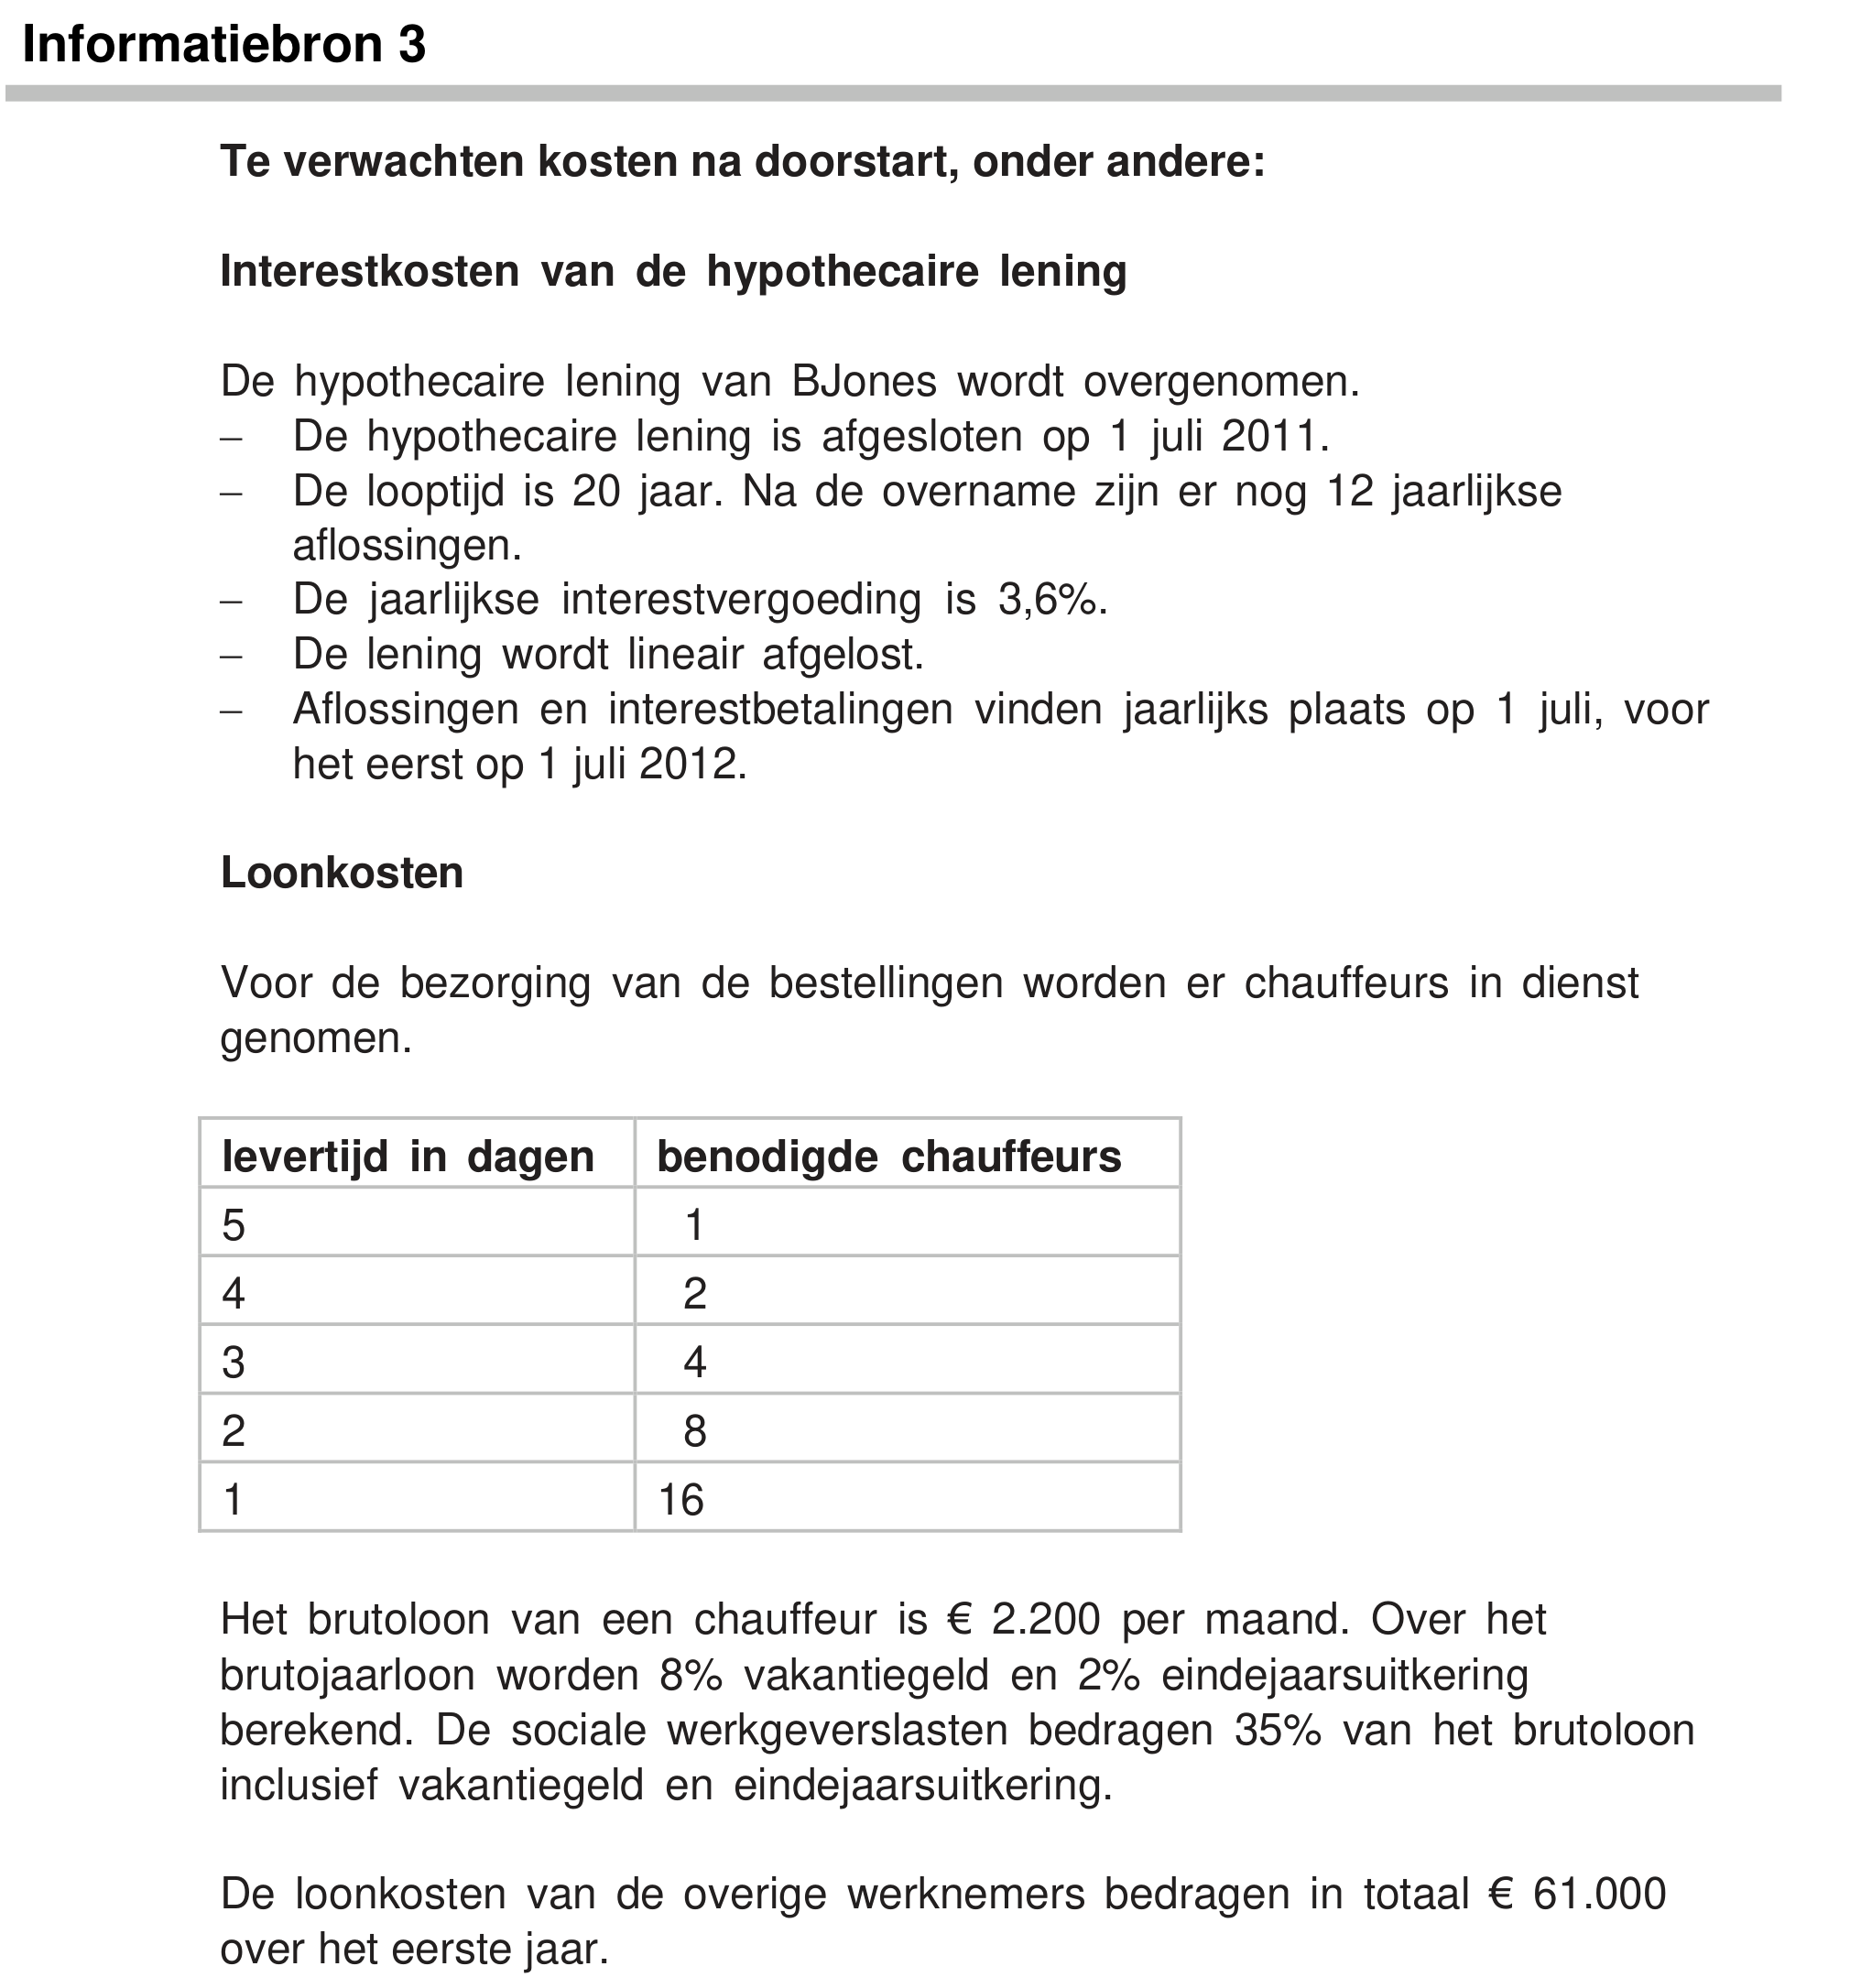 Informatiebron 3
Te verwachten kosten na doorstart, onder andere:
Interestkosten van de hypothecaire lening
De hypothecaire lening van BJones wordt overgenomen.
– De hypothecaire lening is afgesloten op 1 juli 2011.
– De looptijd is 20 jaar. Na de overname zijn er nog 12 jaarlijkse
aflossingen.
– De jaarlijkse interestvergoeding is 3,6%.
– De lening wordt lineair afgelost.
– Aflossingen en interestbetalingen vinden jaarlijks plaats op 1 juli, voor
het eerst op 1 juli 2012.
Loonkosten
Voor de bezorging van de bestellingen worden er chauffeurs in dienst
genomen.
levertijd in dagen benodigde chauffeurs
5 1
4 2
3 4
2 8
1 16
Het brutoloon van een chauffeur is € 2.200 per maand. Over het
brutojaarloon worden 8% vakantiegeld en 2% eindejaarsuitkering
berekend. De sociale werkgeverslasten bedragen 35% van het brutoloon
inclusief vakantiegeld en eindejaarsuitkering.
De loonkosten van de overige werknemers bedragen in totaal € 61.000
over het eerste jaar.